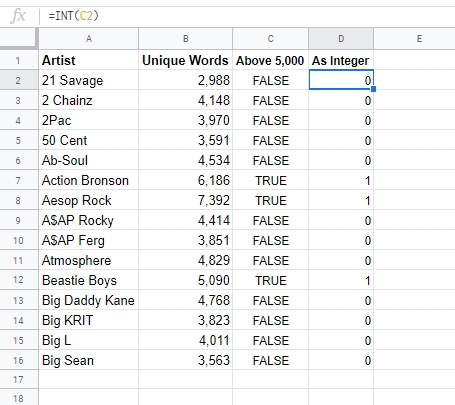 fx =INT(C2)
A B C D E
1 Artist Unique Words Above 5,000 As Integer
2 21 Savage 2,988 FALSE 0
3 2 Chainz 4,148 FALSE 0
4 2Pac 3,970 FALSE 0
5 50 Cent 3,591 FALSE 0
6 Ab-Soul 4,534 FALSE 0
7 Action Bronson 6,186 TRUE 1
8 Aesop Rock 7,392 TRUE 1
9 A$AP Rocky 4,414 FALSE 0
10 A$AP Ferg 3,851 FALSE 0
11 Atmosphere 4,829 FALSE 0
12 Beastie Boys 5,090 TRUE 1
13 Big Daddy Kane 4,768 FALSE 0
14 Big KRIT 3,823 FALSE 0
15 Big L 4,011 FALSE 0
16 Big Sean 3,563 FALSE 0
17
18